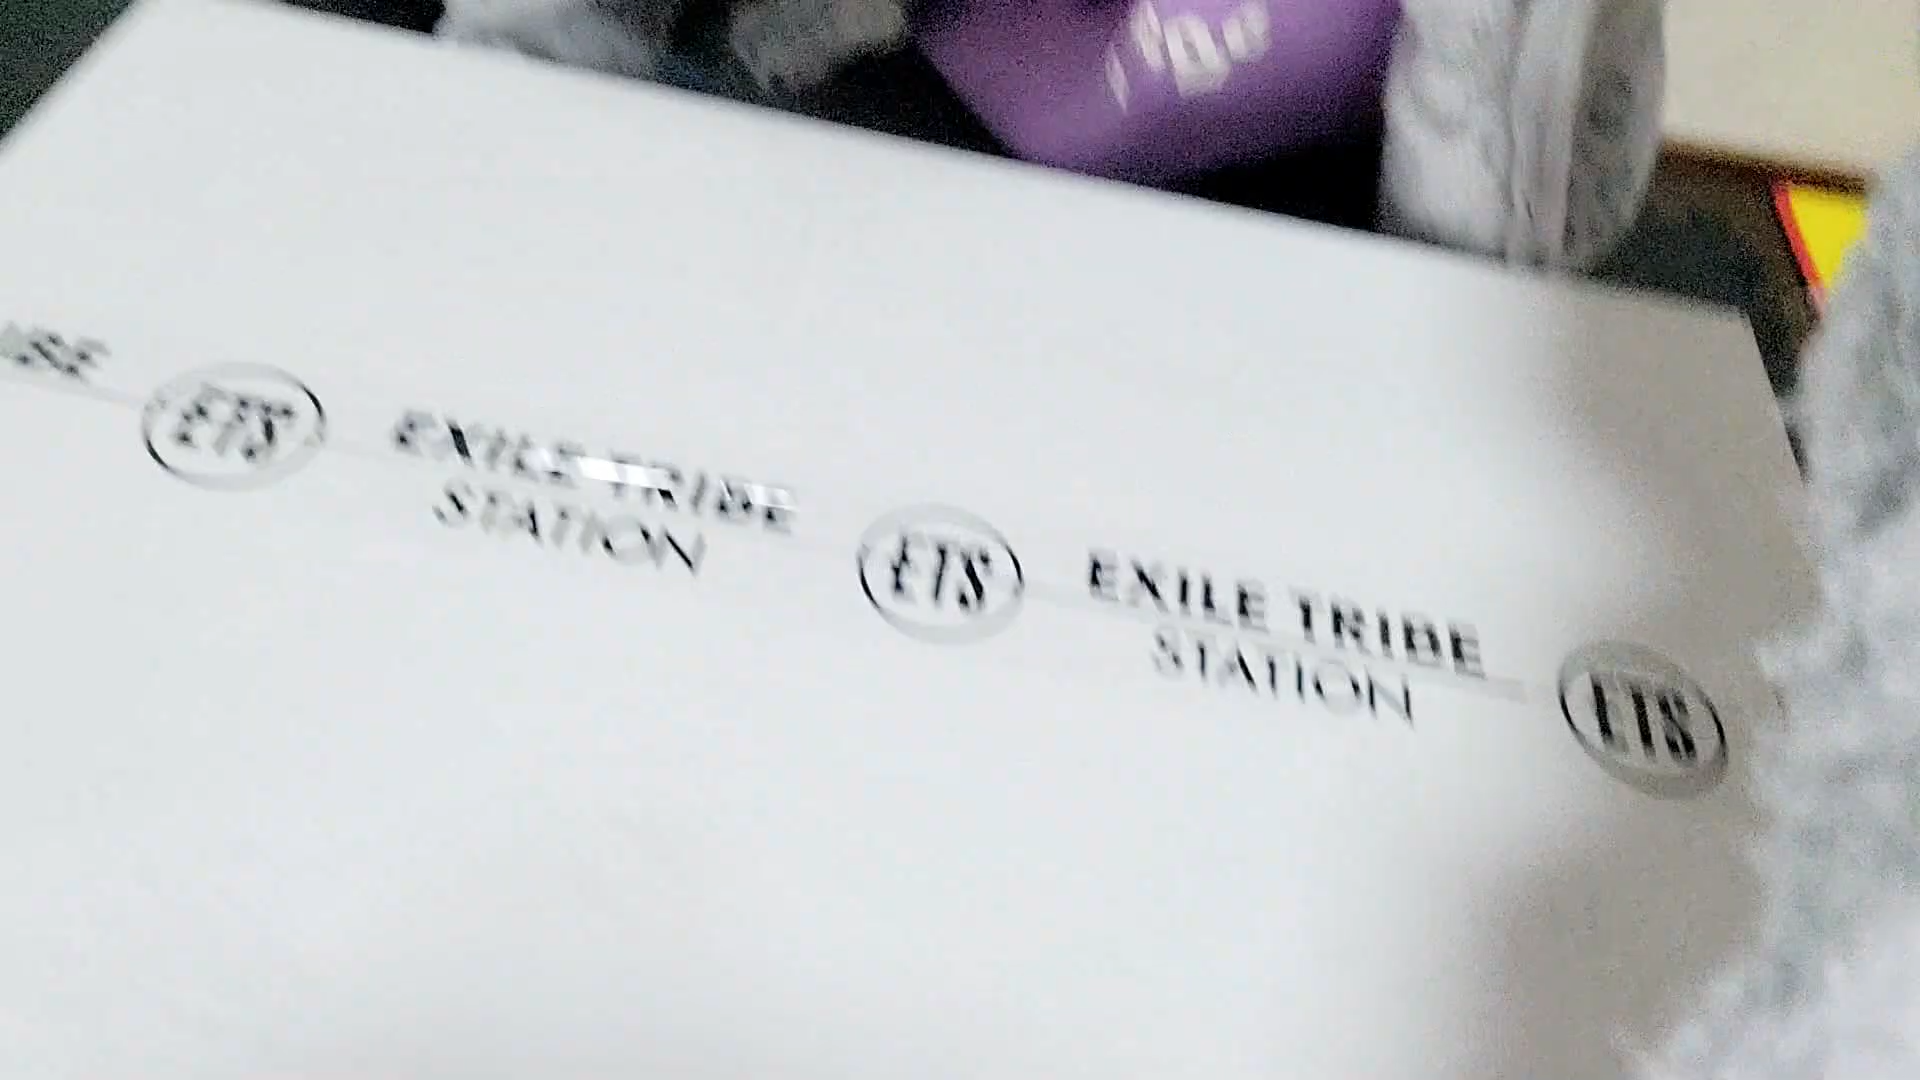 ETS
EXILE TRIBE
STATION
ETS
EXILE TRIBE
STATION
ETS